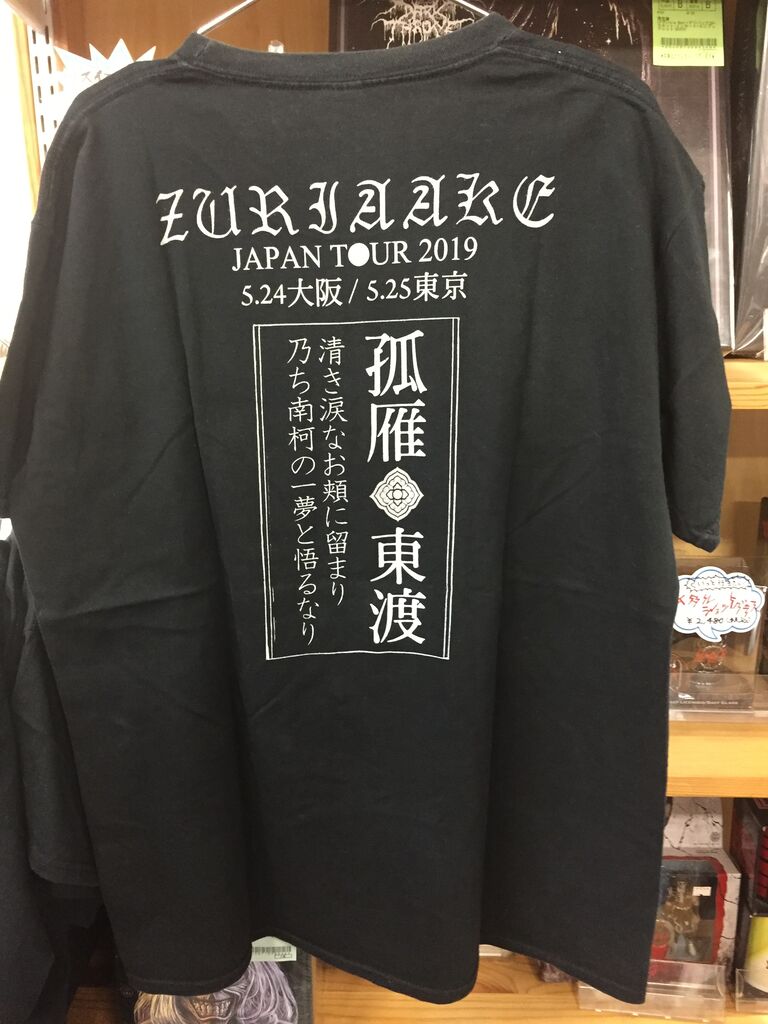 ZURIAAKE
JAPAN T●UR 2019
5.24大阪 / 5.25東京
孤雁 東渡
清き涙なお頬に留まり
乃ち南柯の一夢と悟るなり